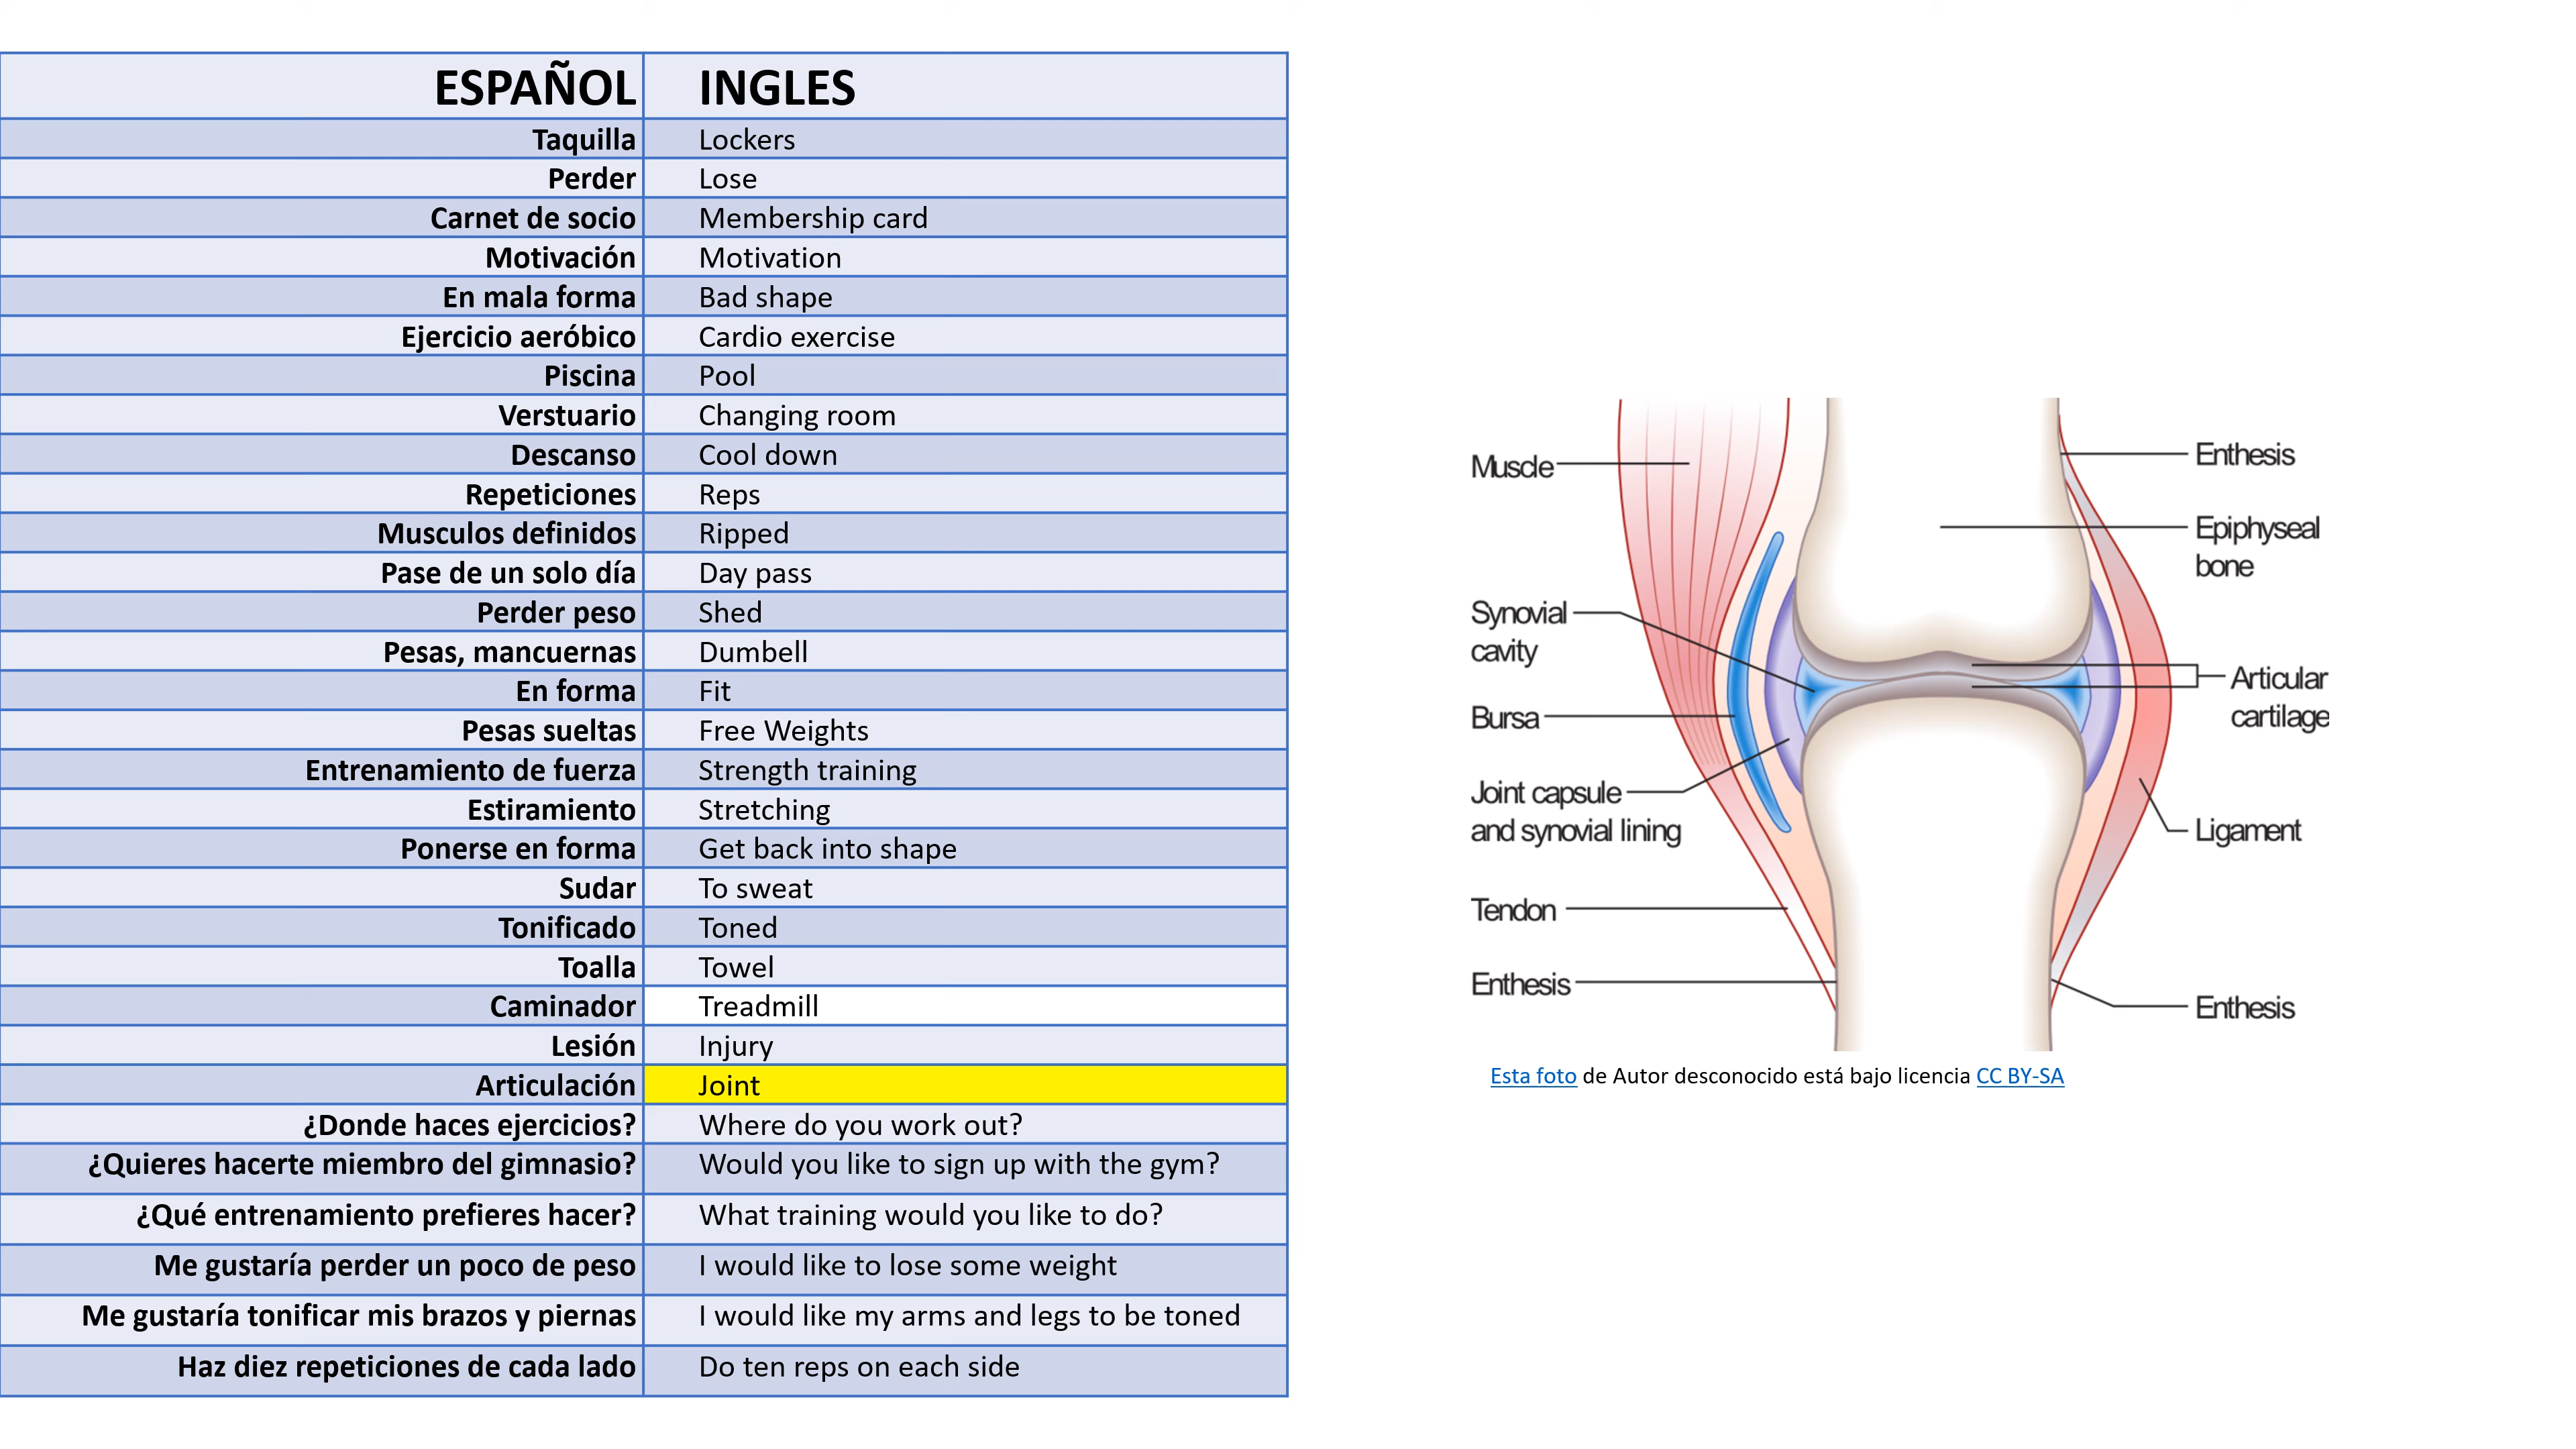 ESPAÑOL INGLES
Taquilla Lockers
Perder Lose
Carnet de socio Membership card
Motivación Motivation
En mala forma Bad shape
Ejercicio aeróbico Cardio exercise
Piscina Pool
Verstuario Changing room
Descanso Cool down
Repeticiones Reps
Musculos definidos Ripped
Pase de un solo día Day pass
Perder peso Shed
Pesas, mancuernas Dumbell
En forma Fit
Pesas sueltas Free Weights
Entrenamiento de fuerza Strength training
Estiramiento Stretching
Ponerse en forma Get back into shape
Sudar To sweat
Tonificado Toned
Toalla Towel
Caminador Treadmill
Lesión Injury
Articulación Joint
¿Donde haces ejercicios? Where do you work out?
¿Quieres hacerte miembro del gimnasio? Would you like to sign up with the gym?
¿Qué entrenamiento prefieres hacer? What training would you like to do?
Me gustaría perder un poco de peso I would like to lose some weight
Me gustaría tonificar mis brazos y piernas I would like my arms and legs to be toned
Haz diez repeticiones de cada lado Do ten reps on each side
Muscle
Synovial
cavity
Bursa
Joint capsule
and synovial lining
Tendon
Enthesis
Enthesis
Epiphyseal
bone
Articular
cartilage
Ligament
Enthesis
Esta foto de Autor desconocido está bajo licencia CC BY-SA